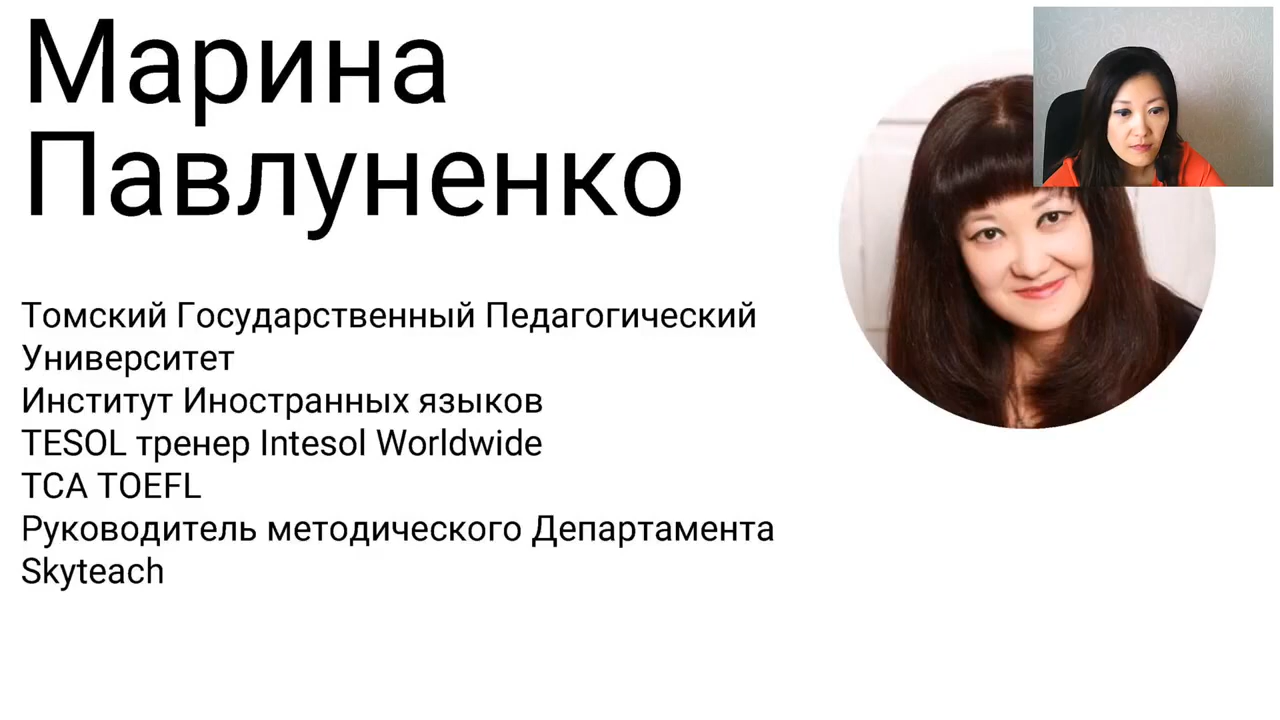 Марина
Павлуненко
Томский Государственный Педагогический
Университет
Институт Иностранных языков
TESOL тренер Intesol Worldwide
TCA TOEFL
Руководитель методического Департамента
Skyteach